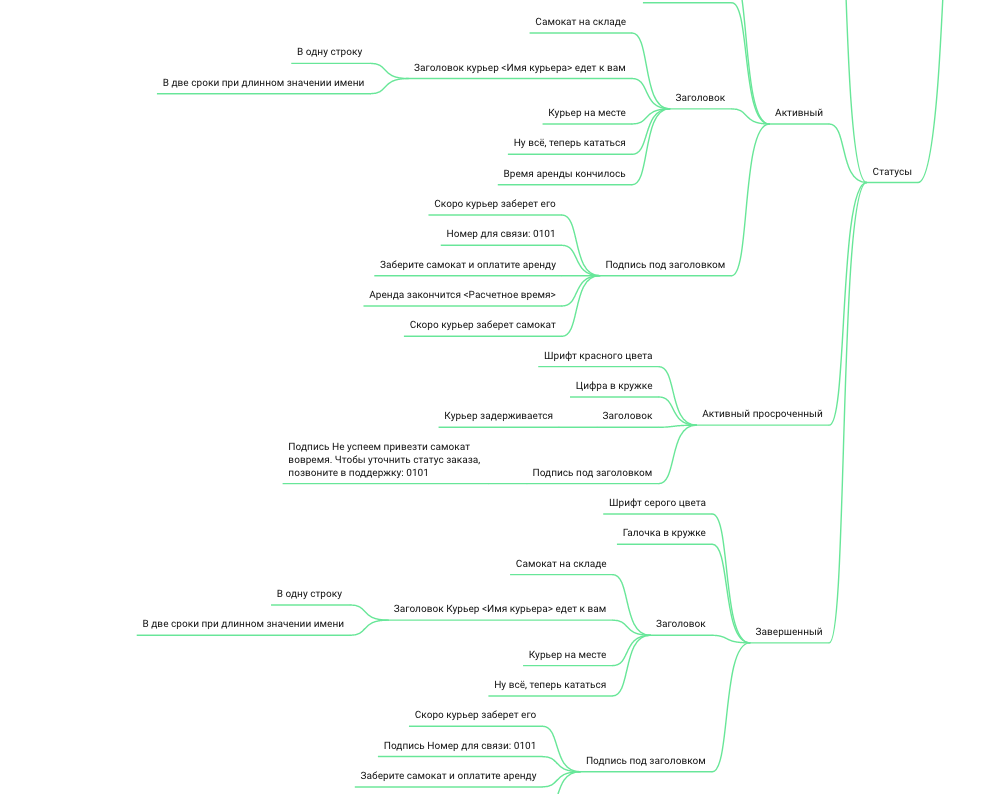 Самокат на складе
В одну строку
Заголовок курьер <Имя курьера> едет к вам
В две сроки при длинном значении имени
Заголовок
Курьер на месте
Активный
Ну всё, теперь кататься
Время аренды кончилось
Статусы
Скоро курьер заберет его
Номер для связи: 0101
Заберите самокат и оплатите аренду
Подпись под заголовком
Аренда закончится <Расчетное время>
Скоро курьер заберет самокат
Шрифт красного цвета
Цифра в кружке
Курьер задерживается
Заголовок
Активный просроченный
Подпись Не успеем привезти самокат
вовремя. Чтобы уточнить статус заказа,
позвоните в поддержку: 0101
Подпись под заголовком
Шрифт серого цвета
Галочка в кружке
Самокат на складе
В одну строку
Заголовок Курьер <Имя курьера> едет к вам
В две сроки при длинном значении имени
Заголовок
Завершенный
Курьер на месте
Ну всё, теперь кататься
Скоро курьер заберет его
Подпись Номер для связи: 0101
Подпись под заголовком
Заберите самокат и оплатите аренду